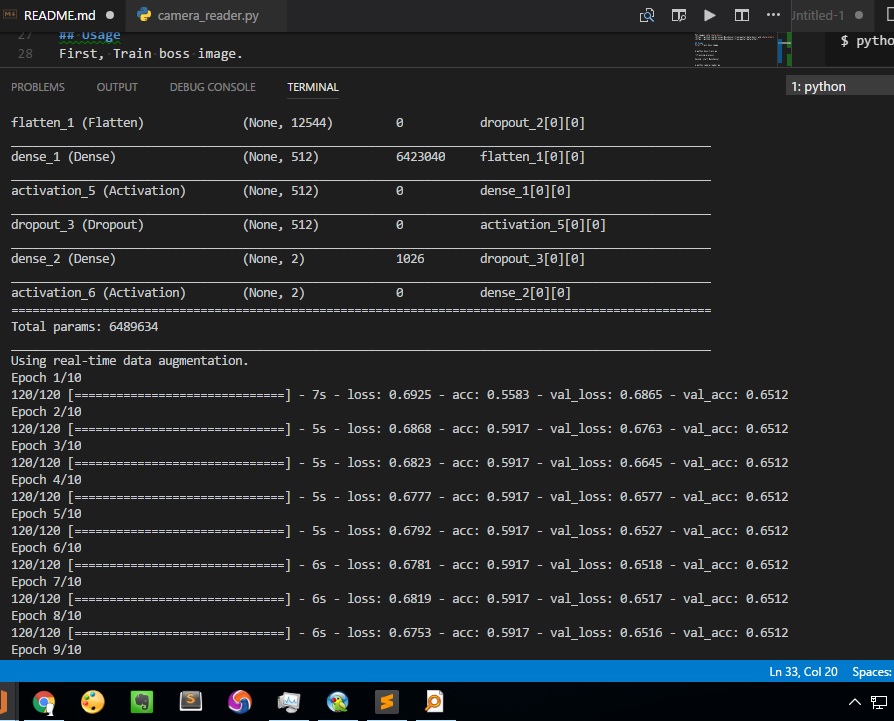 README.md
camera_reader.py
Untitled-1
27 ## Usage
28 First, Train boss image.
$ pytho
PROBLEMS OUTPUT DEBUG CONSOLE TERMINAL
1: python
flatten_1 (Flatten) (None, 12544) 0 dropout_2[0][0]
dense_1 (Dense) (None, 512) 6423040 flatten_1[0][0]
activation_5 (Activation) (None, 512) 0 dense_1[0][0]
dropout_3 (Dropout) (None, 512) 0 activation_5[0][0]
dense_2 (Dense) (None, 2) 1026 dropout_3[0][0]
activation_6 (Activation) (None, 2) 0 dense_2[0][0]
====================================================================================================
Total params: 6489634
Using real-time data augmentation.
Epoch 1/10
120/120 [==============================] - 7s - loss: 0.6925 - acc: 0.5583 - val_loss: 0.6865 - val_acc: 0.6512
Epoch 2/10
120/120 [==============================] - 5s - loss: 0.6868 - acc: 0.5917 - val_loss: 0.6763 - val_acc: 0.6512
Epoch 3/10
120/120 [==============================] - 5s - loss: 0.6823 - acc: 0.5917 - val_loss: 0.6645 - val_acc: 0.6512
Epoch 4/10
120/120 [==============================] - 5s - loss: 0.6777 - acc: 0.5917 - val_loss: 0.6577 - val_acc: 0.6512
Epoch 5/10
120/120 [==============================] - 5s - loss: 0.6792 - acc: 0.5917 - val_loss: 0.6527 - val_acc: 0.6512
Epoch 6/10
120/120 [==============================] - 6s - loss: 0.6781 - acc: 0.5917 - val_loss: 0.6518 - val_acc: 0.6512
Epoch 7/10
120/120 [==============================] - 6s - loss: 0.6819 - acc: 0.5917 - val_loss: 0.6517 - val_acc: 0.6512
Epoch 8/10
120/120 [==============================] - 6s - loss: 0.6753 - acc: 0.5917 - val_loss: 0.6516 - val_acc: 0.6512
Epoch 9/10
Ln 33, Col 20 Spaces: